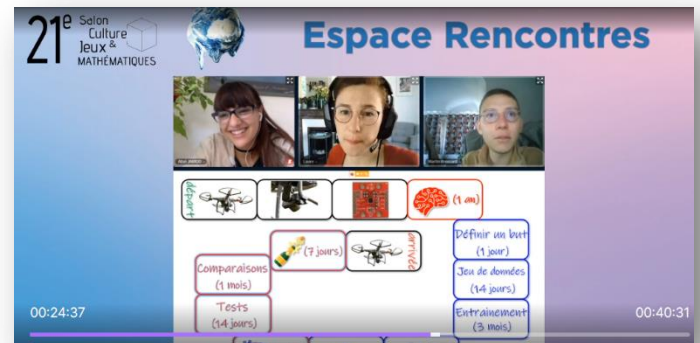 21e Salon
Culture
Jeux &
MATHÉMATIQUES
Espace Rencontres
départ
(1 an)
Définir un but
(1 jour)
(7 jours)
arrivée
Comparaisons
(1 mois)
Jeu de données
(14 jours)
Tests
(14 jours)
Entrainement
(3 mois)
00:24:37
00:40:31